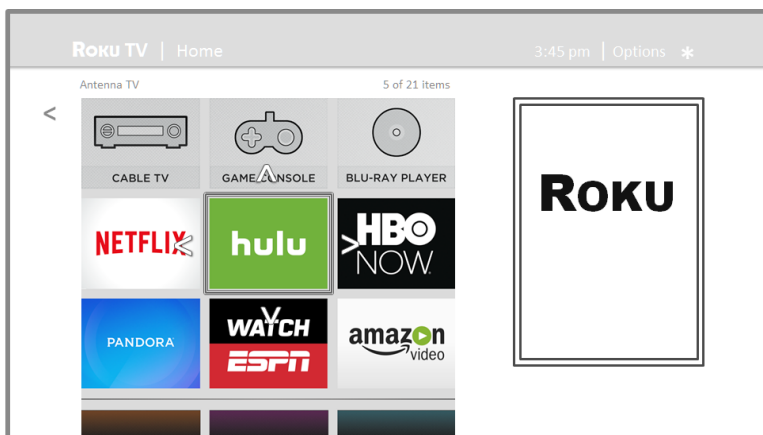 ROKU TV | Home
3:45 pm | Options *
Antenna TV
5 of 21 items
<
CABLE TV
GAME CONSOLE
BLU-RAY PLAYER
NETFLIX
hulu
HBO NOW
PANDORA
WATCH
ESPN
amazon
video
ROKU